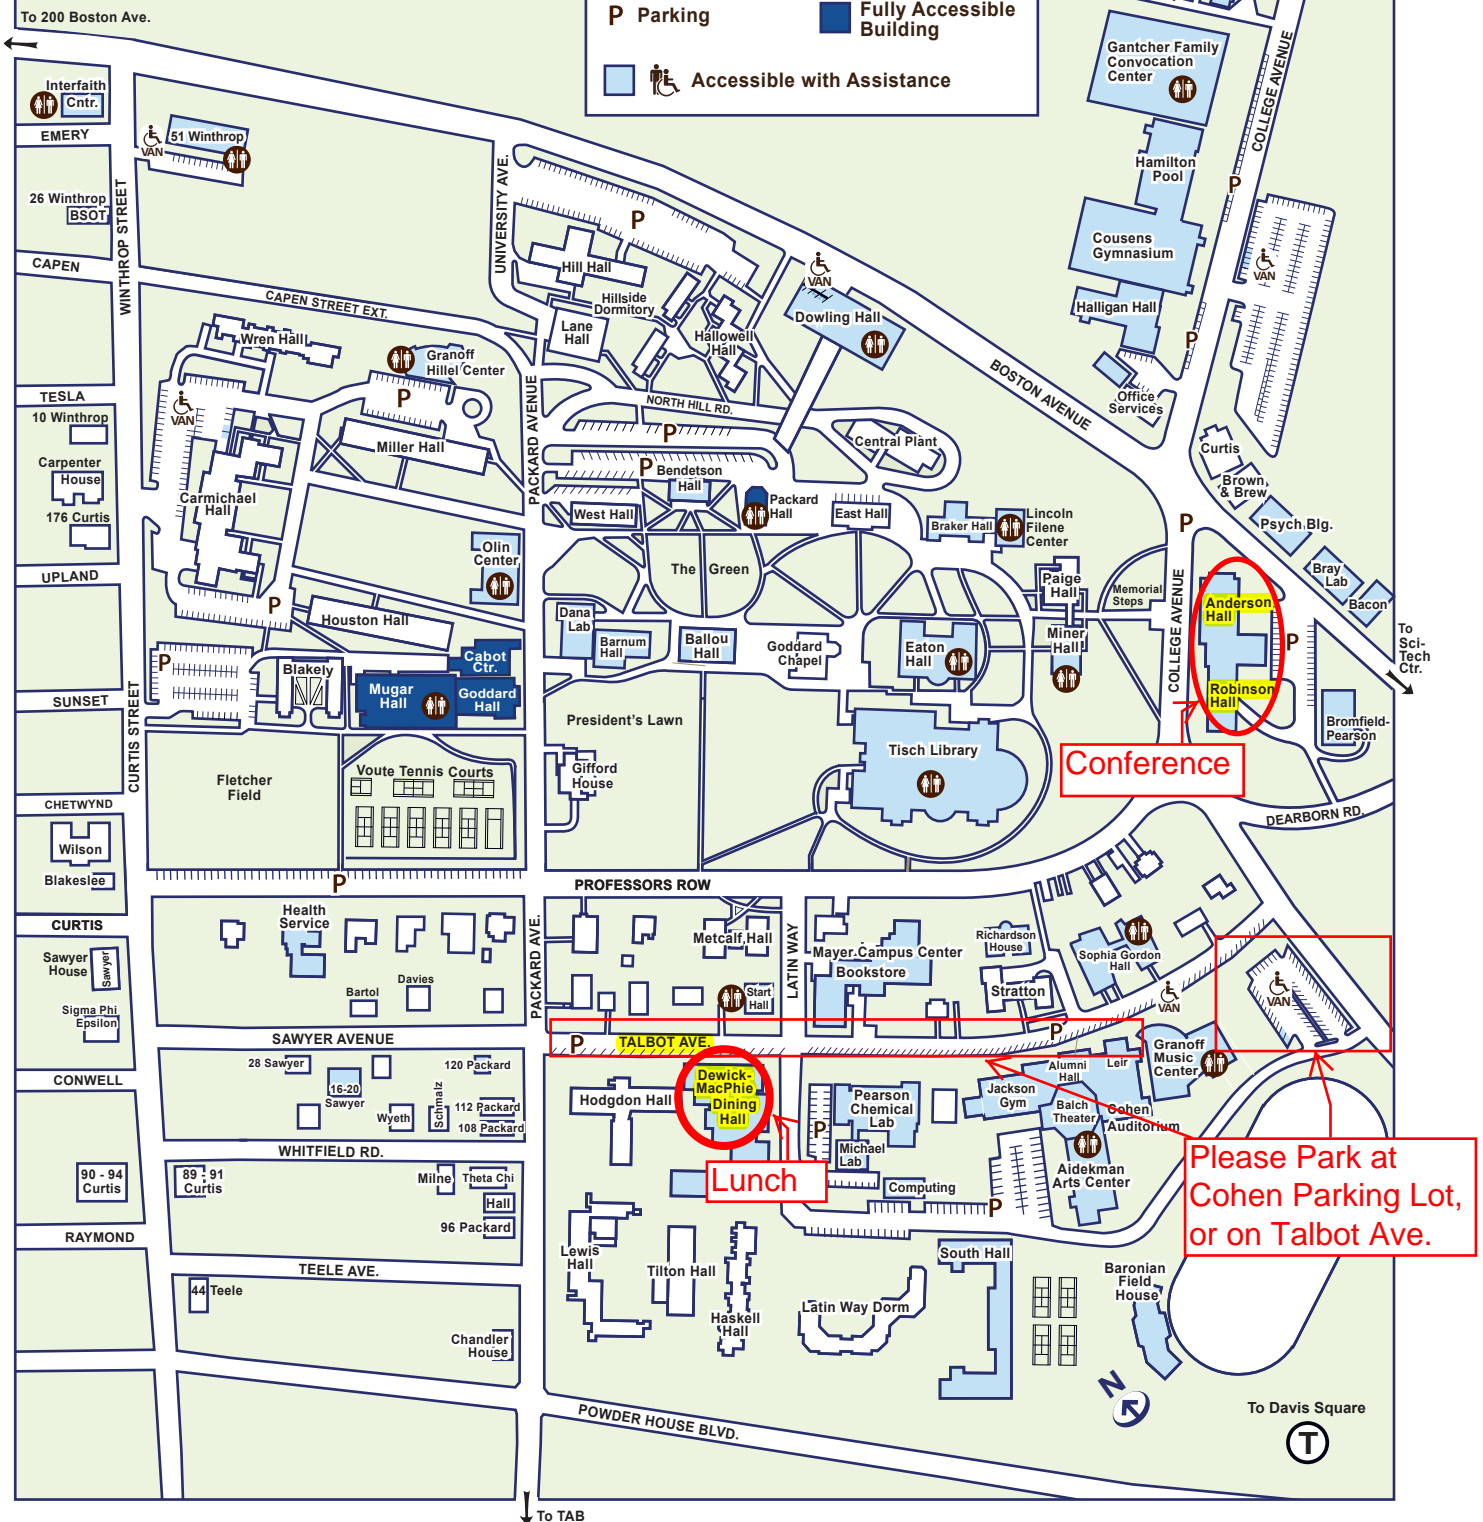 To 200 Boston Ave.
P Parking
Fully Accessible
Building
Accessible with Assistance
Interfaith
Cntr.
EMERY
VAN
51 Winthrop
26 Winthrop
BSOT
WINTHROP STREET
CAPEN
CAPEN STREET EXT.
UNIVERSITY AVE.
P
Hill Hall
Hillside
Dormitory
Lane
Hall
Hallowell
Hall
VAN
Dowling Hall
BOSTON AVENUE
Gantcher Family
Convocation
Center
COLLEGE AVENUE
Hamilton
Pool
P
Cousens
Gymnasium
VAN
Halligan Hall
P
Office
Services
Wren Hall
Granoff
Hillel Center
P
VAN
TESLA
10 Winthrop
Carpenter
House
176 Curtis
UPLAND
Miller Hall
Carmichael
Hall
PACKARD AVENUE
NORTH HILL RD.
P
P
Bendetson
Hall
Central Plant
Packard
Hall
West Hall
East Hall
Braker Hall
Lincoln
Filene
Center
Curtis
Brown
& Brew
Psych Blg.
P
Bray
Lab
Bacon
To
Sci-
Tech
Ctr.
Olin
Center
The Green
Paige
Hall
Memorial
Steps
COLLEGE AVENUE
Anderson
Hall
P
Robinson
Hall
Bromfield-
Pearson
P
Houston Hall
Dana
Lab
Barnum
Hall
Ballou
Hall
Goddard
Chapel
Eaton
Hall
Miner
Hall
P
Blakely
Cabot
Ctr.
Mugar
Hall
Goddard
Hall
SUNSET
CURTIS STREET
President's Lawn
Tisch Library
Conference
Fletcher
Field
Voute Tennis Courts
Gifford
House
CHETWYND
Wilson
Blakeslee
DEARBORN RD.
P
PROFESSORS ROW
CURTIS
Health
Service
PACKARD AVE.
Metcalf Hall
LATIN WAY
Mayer Campus Center
Bookstore
Richardson
House
Sophia Gordon
Hall
Sawyer
House
Sawyer
Bartol
Davies
Start
Hall
Stratton
VAN
VAN
Sigma Phi
Epsilon
SAWYER AVENUE
P
TALBOT AVE.
P
Granoff
Music
Center
28 Sawyer
120 Packard
16-20
Sawyer
Wyeth
Schmalz
112 Packard
108 Packard
CONWELL
Dewick-
MacPhie
Dining
Hall
Hodgdon Hall
P
Pearson
Chemical
Lab
Michael
Lab
Jackson
Gym
Alumni
Hall
Leir
Balch
Theater
Cohen
Auditorium
Aidekman
Arts Center
WHITFIELD RD.
Lunch
Please Park at
Cohen Parking Lot,
or on Talbot Ave.
90 - 94
Curtis
89 - 91
Curtis
Milne
Theta Chi
Hall
96 Packard
Computing
P
RAYMOND
TEELE AVE.
44 Teele
Chandler
House
Lewis
Hall
Tilton Hall
Haskell
Hall
Latin Way Dorm
South Hall
Baronian
Field
House
N
To Davis Square
T
POWDER HOUSE BLVD.
To TAB